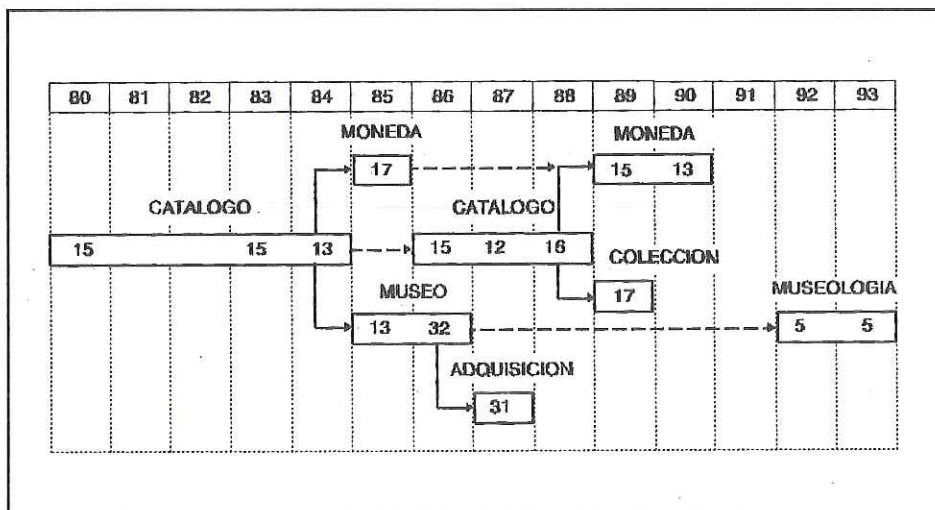 80 81 82 83 84 85 86 87 88 89 90 91 92 93
MONEDA MONEDA
17 15 13
CATALOGO CATALOGO
15 15 13 15 12 16
COLECCION
17
MUSEO MUSEOLOGIA
13 32 5 5
ADQUISICION
31